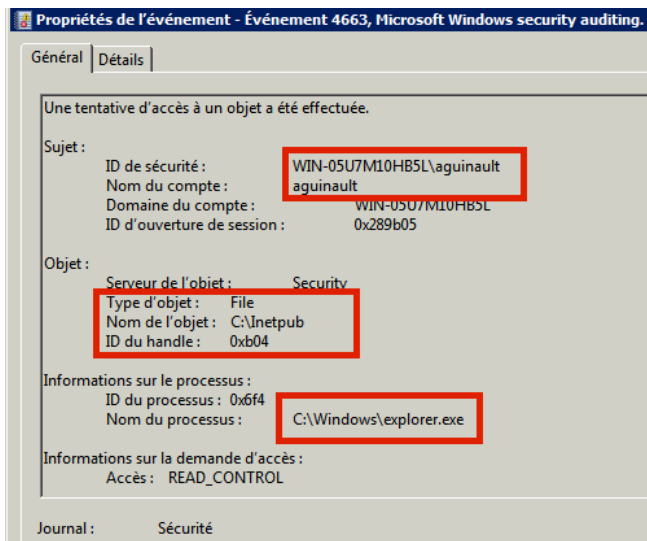 Propriétés de l'événement - Événement 4663, Microsoft Windows security auditing.
Général Détails
Une tentative d'accès à un objet a été effectuée.
Sujet :
ID de sécurité : WIN-05U7M10HB5L\aguinault
Nom du compte : aguinault
Domaine du compte : WIN-05U7M10HB5L
ID d'ouverture de session : 0x289b05
Objet :
Serveur de l'objet : Security
Type d'objet : File
Nom de l'objet : C:\Inetpub
ID du handle : 0xb04
Informations sur le processus :
ID du processus : 0x6f4
Nom du processus : C:\Windows\explorer.exe
Informations sur la demande d'accès :
Accès : READ_CONTROL
Journal : Sécurité